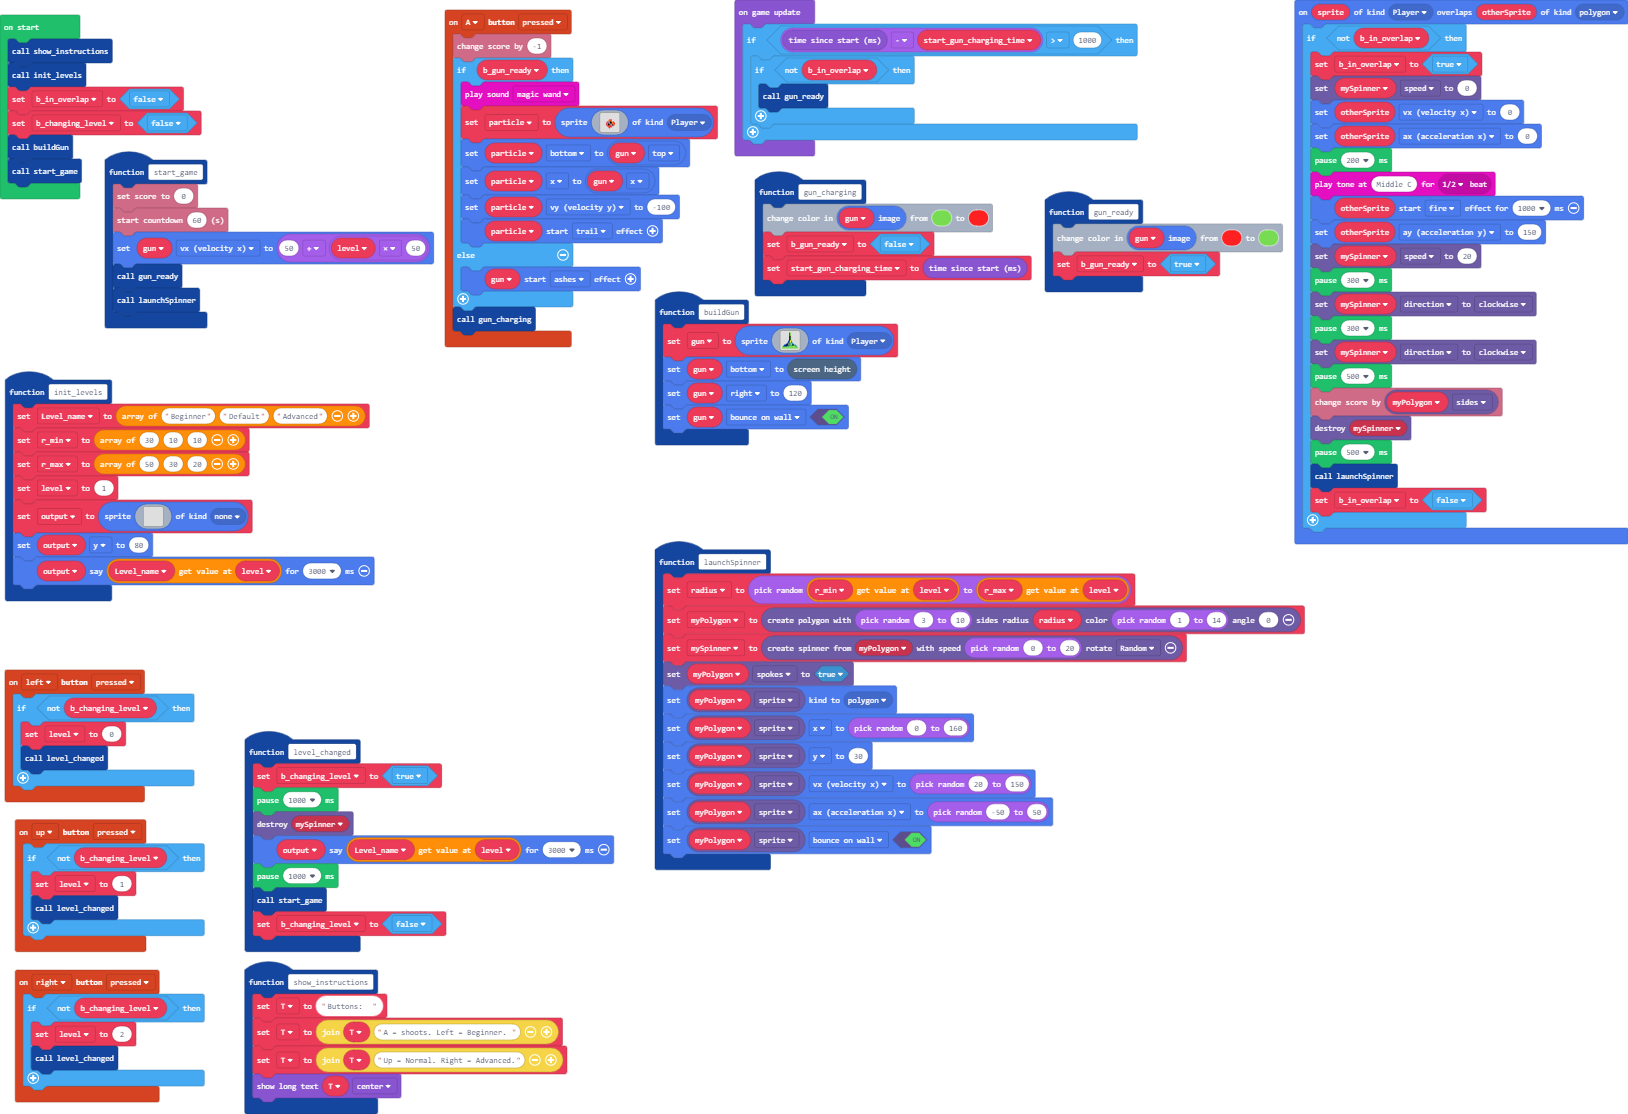 on start
call show_instructions
call init_levels
set b_in_overlap to false
set b_changing_level to false
call buildGun
call start_game
function start_game
set score to 0
start countdown 60 (s)
set gun vx (velocity x) to 50 + level × 50
call gun_ready
call launchSpinner
on A button pressed
change score by -1
if b_gun_ready then
play sound magic wand
set particle to sprite of kind Player
set particle bottom to gun top
set particle x to gun x
set particle vy (velocity y) to -100
particle start trail effect
else
gun start ashes effect
call gun_charging
on game update
if time since start (ms) - start_gun_charging_time > 1000 then
if not b_in_overlap then
call gun_ready
function gun_charging
change color in gun image from to
set b_gun_ready to false
set start_gun_charging_time to time since start (ms)
function gun_ready
change color in gun image from to
set b_gun_ready to true
function buildGun
set gun to sprite of kind Player
set gun bottom to screen height
set gun right to 120
set gun bounce on wall ON
on sprite of kind Player overlaps otherSprite of kind polygon
if not b_in_overlap then
set b_in_overlap to true
set mySpinner speed to 0
set otherSprite vx (velocity x) to 0
set otherSprite ax (acceleration x) to 0
pause 200 ms
play tone at Middle C for 1/2 beat
otherSprite start fire effect for 1000 ms
set otherSprite ay (acceleration y) to 150
set mySpinner speed to 20
pause 300 ms
set mySpinner direction to clockwise
pause 300 ms
set mySpinner direction to clockwise
pause 500 ms
change score by myPolygon sides
destroy mySpinner
pause 500 ms
call launchSpinner
set b_in_overlap to false
function init_levels
set Level_name to array of "Beginner" "Default" "Advanced"
set r_min to array of 30 10 10
set r_max to array of 50 30 20
set level to 1
set output to sprite of kind none
set output y to 80
output say Level_name get value at level for 3000 ms
function launchSpinner
set radius to pick random r_min get value at level to r_max get value at level
set myPolygon to create polygon with pick random 3 to 10 sides radius radius color pick random 1 to 14 angle 0
set mySpinner to create spinner from myPolygon with speed pick random 0 to 20 rotate Random
set myPolygon spokes to true
set myPolygon sprite kind to polygon
set myPolygon sprite x to pick random 0 to 160
set myPolygon sprite y to 30
set myPolygon sprite vx (velocity x) to pick random 20 to 150
set myPolygon sprite ax (acceleration x) to pick random -50 to 50
set myPolygon sprite bounce on wall ON
on left button pressed
if not b_changing_level then
set level to 0
call level_changed
on up button pressed
if not b_changing_level then
set level to 1
call level_changed
on right button pressed
if not b_changing_level then
set level to 2
call level_changed
function level_changed
set b_changing_level to true
pause 1000 ms
destroy mySpinner
output say Level_name get value at level for 3000 ms
pause 1000 ms
call start_game
set b_changing_level to false
function show_instructions
set T to "Buttons: "
set T to join T "A = shoots. Left = Beginner. "
set T to join T "Up = Normal. Right = Advanced."
show long text T center